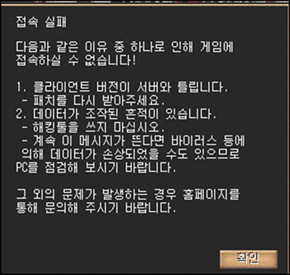 접속 실패
다음과 같은 이유 중 하나로 인해 게임에
접속하실 수 없습니다!
1. 클라이언트 버전이 서버와 틀립니다.
- 패치를 다시 받아주세요.
2. 데이터가 조작된 흔적이 있습니다.
- 해킹툴을 쓰지 마십시오.
- 계속 이 메시지가 뜬다면 바이러스 등에
의해 데이터가 손상되었을 수도 있으므로
PC를 점검해 보시기 바랍니다.
그 외의 문제가 발생하는 경우 홈페이지를
통해 문의해 주시기 바랍니다.
확인